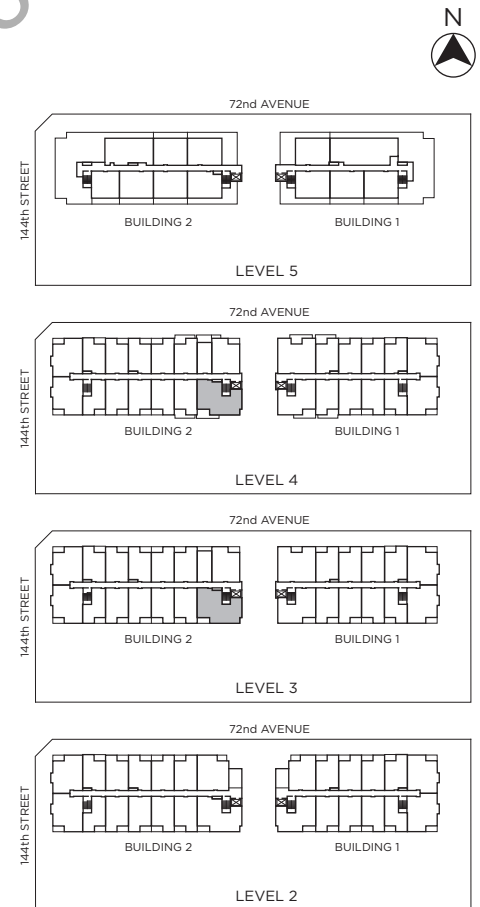 N
72nd AVENUE
144th STREET
BUILDING 2
BUILDING 1
LEVEL 5
72nd AVENUE
144th STREET
BUILDING 2
BUILDING 1
LEVEL 4
72nd AVENUE
144th STREET
BUILDING 2
BUILDING 1
LEVEL 3
72nd AVENUE
144th STREET
BUILDING 2
BUILDING 1
LEVEL 2